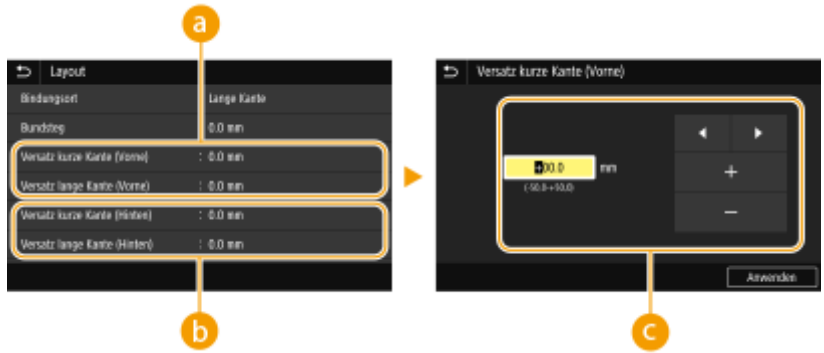 a
Layout
Bindungsort : Lange Kante
Bundsteg : 0.0 mm
Versatz kurze Kante (Vorne) : 0.0 mm
Versatz lange Kante (Vorne) : 0.0 mm
Versatz kurze Kante (Hinten) : 0.0 mm
Versatz lange Kante (Hinten) : 0.0 mm
b
Versatz kurze Kante (Vorne)
+00.0 mm
(-50.0-+50.0)
+
−
Anwenden
c